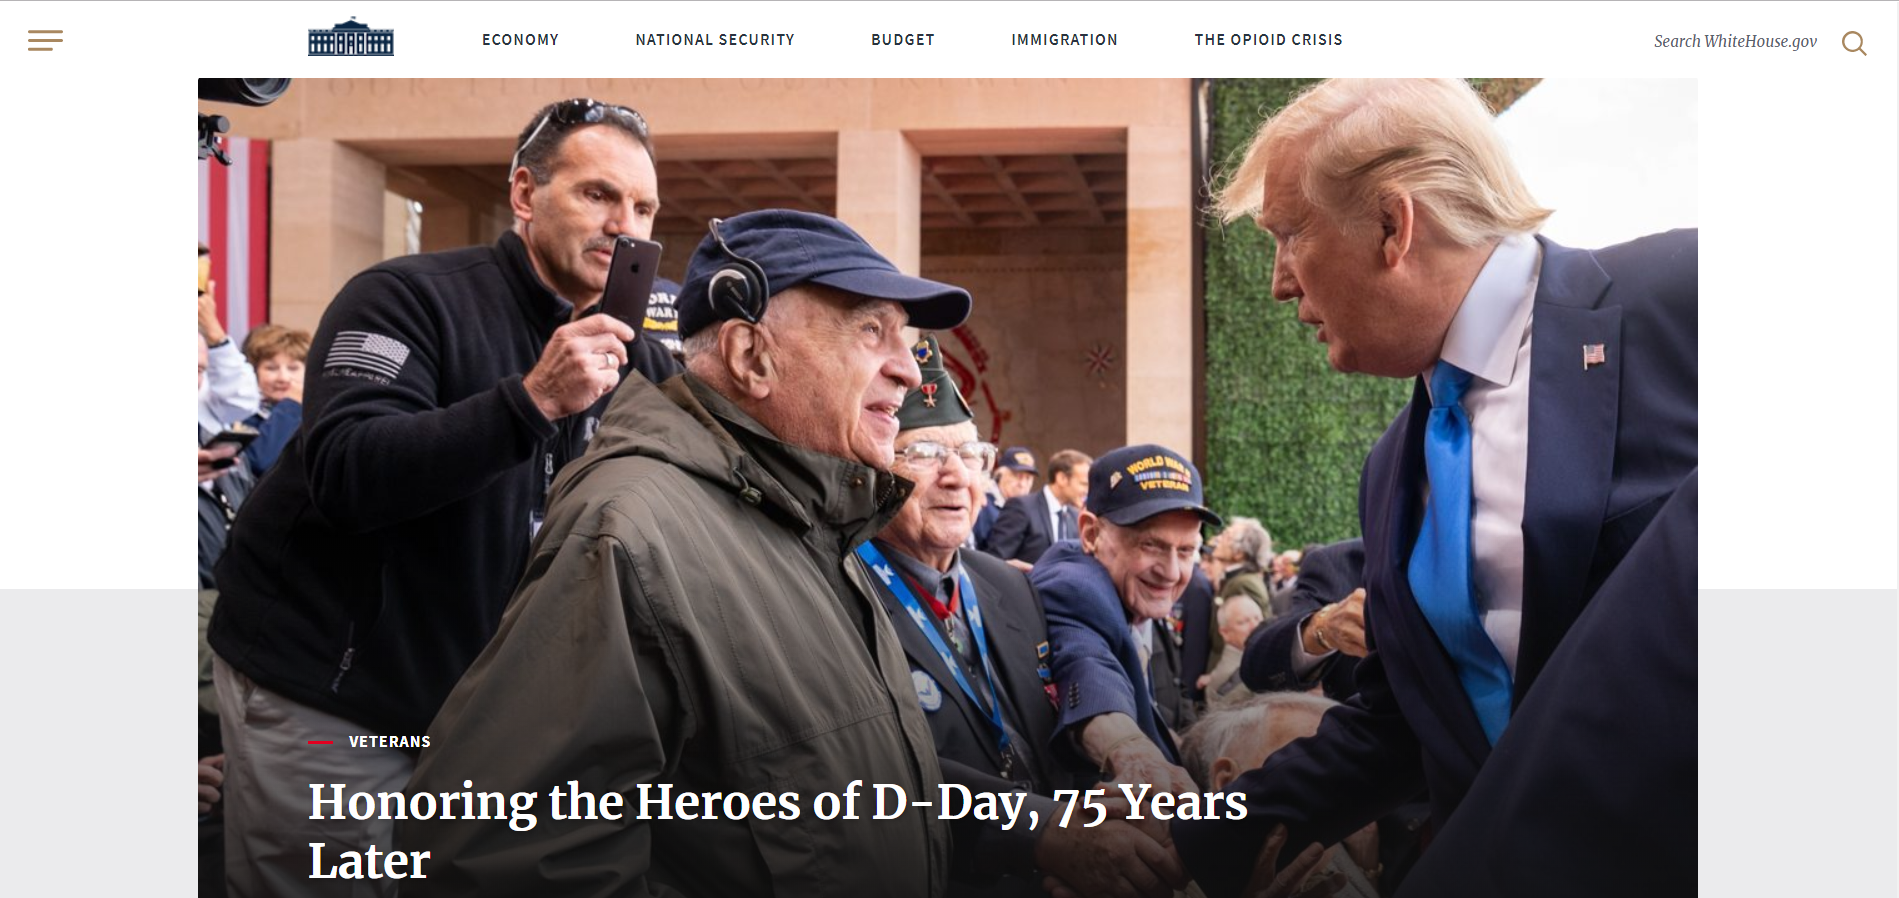 ECONOMY
NATIONAL SECURITY
BUDGET
IMMIGRATION
THE OPIOID CRISIS
Search WhiteHouse.gov
WORLD WAR
VETERAN
VETERANS
Honoring the Heroes of D-Day, 75 Years
Later